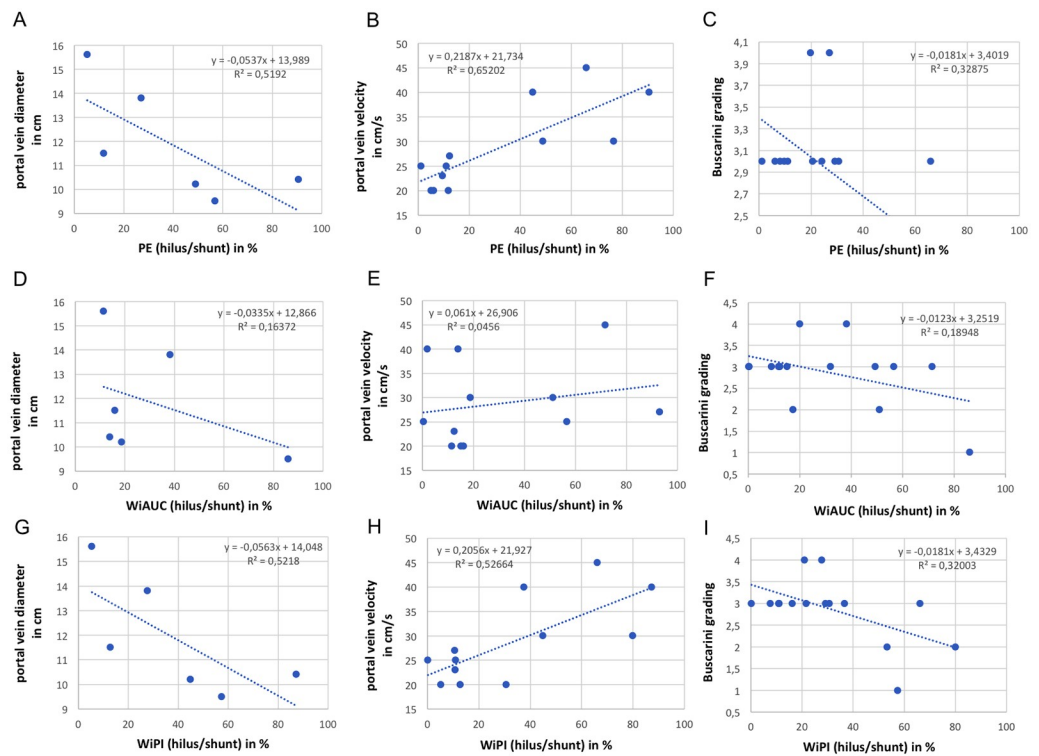 A
y = -0,0537x + 13,989
R² = 0,5192
portal vein diameter
in cm
16
15
14
13
12
11
10
9
0 20 40 60 80 100
PE (hilus/shunt) in %
B
y = 0,2187x + 21,734
R² = 0,65202
portal vein velocity
in cm/s
50
45
40
35
30
25
20
15
0 20 40 60 80 100
PE (hilus/shunt) in %
C
y = -0,0181x + 3,4019
R² = 0,32875
Buscarini grading
4,1
3,9
3,7
3,5
3,3
3,1
2,9
2,7
2,5
0 20 40 60 80 100
PE (hilus/shunt) in %
D
y = -0,0335x + 12,866
R² = 0,16372
portal vein diameter
in cm
16
15
14
13
12
11
10
9
0 20 40 60 80 100
WiAUC (hilus/shunt) in %
E
y = 0,061x + 26,906
R² = 0,0456
portal vein velocity
in cm/s
50
45
40
35
30
25
20
15
0 20 40 60 80 100
WiAUC (hilus/shunt) in %
F
y = -0,0123x + 3,2519
R² = 0,18948
Buscarini grading
4,5
4
3,5
3
2,5
2
1,5
1
0,5
0 20 40 60 80 100
WiAUC (hilus/shunt) in %
G
y = -0,0563x + 14,048
R² = 0,5218
portal vein diameter
in cm
16
15
14
13
12
11
10
9
0 20 40 60 80 100
WiPI (hilus/shunt) in %
H
y = 0,2056x + 21,927
R² = 0,52664
portal vein velocity
in cm/s
50
45
40
35
30
25
20
15
0 20 40 60 80 100
WiPI (hilus/shunt) in %
I
y = -0,0181x + 3,4329
R² = 0,32003
Buscarini grading
4,5
4
3,5
3
2,5
2
1,5
1
0,5
0 20 40 60 80 100
WiPI (hilus/shunt) in %